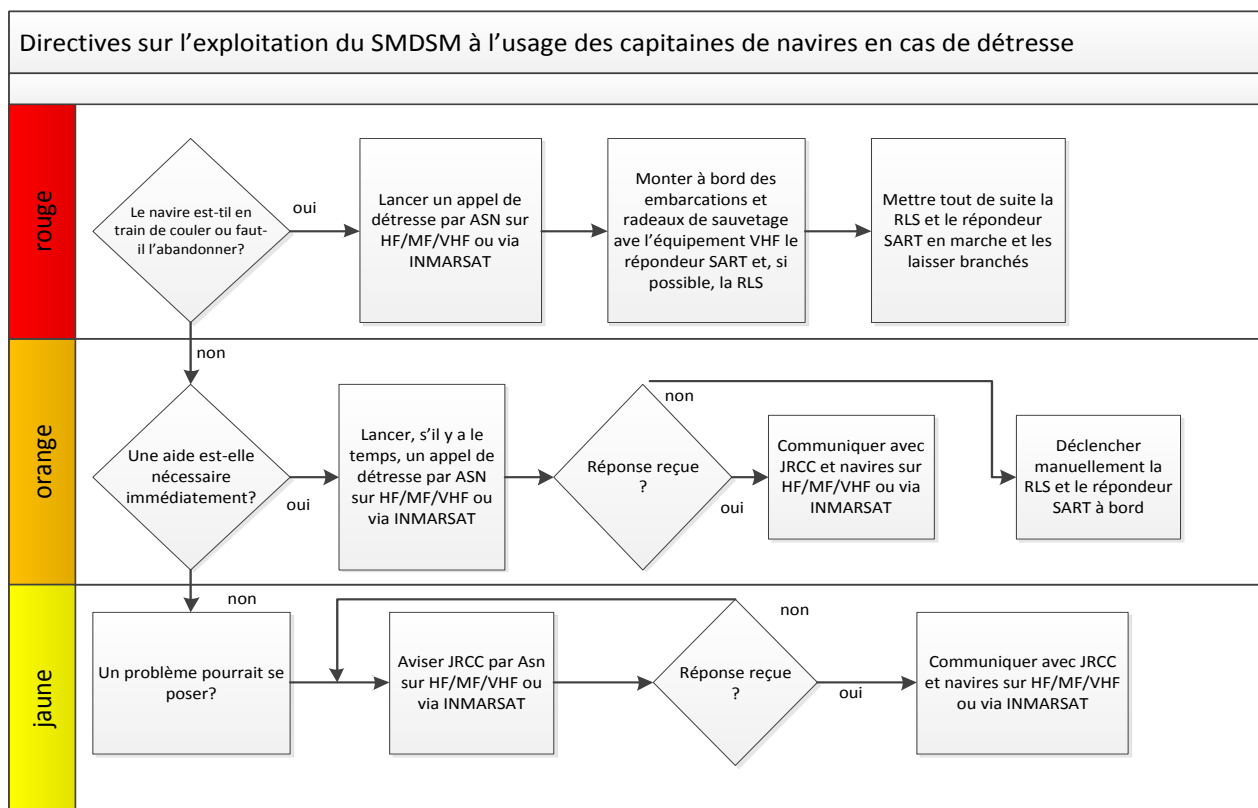 Directives sur l’exploitation du SMDSM à l’usage des capitaines de navires en cas de détresse
rouge
Le navire est-til en
train de couler ou faut-
il l’abandonner?
oui
Lancer un appel de
détresse par ASN sur
HF/MF/VHF ou via
INMARSAT
Monter à bord des
embarcations et
radeaux de sauvetage
ave l’équipement VHF le
répondeur SART et, si
possible, la RLS
Mettre tout de suite la
RLS et le répondeur
SART en marche et les
laisser branchés
non
orange
Une aide est-elle
nécessaire
immédiatement?
oui
Lancer, s’il y a le
temps, un appel de
détresse par ASN
sur HF/MF/VHF ou
via INMARSAT
Réponse reçue
?
non
oui
Communiquer avec
JRCC et navires sur
HF/MF/VHF ou via
INMARSAT
Déclencher
manuellement la
RLS et le répondeur
SART à bord
non
jaune
Un problème pourrait se
poser?
Aviser JRCC par Asn
sur HF/MF/VHF ou
via INMARSAT
Réponse reçue
?
non
oui
Communiquer avec JRCC
et navires sur HF/MF/VHF
ou via INMARSAT